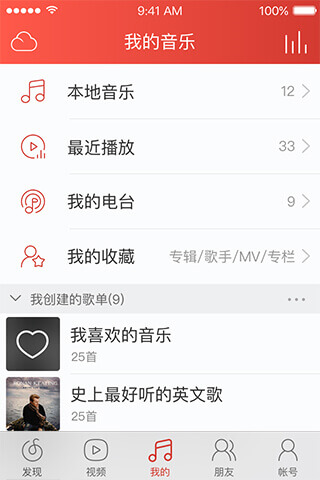 9:41 AM 100%
我的音乐
本地音乐 12
最近播放 33
我的电台 9
我的收藏 专辑/歌手/MV/专栏
我创建的歌单(9)
我喜欢的音乐
25首
史上最好听的英文歌
25首
发现 视频 我的 朋友 帐号